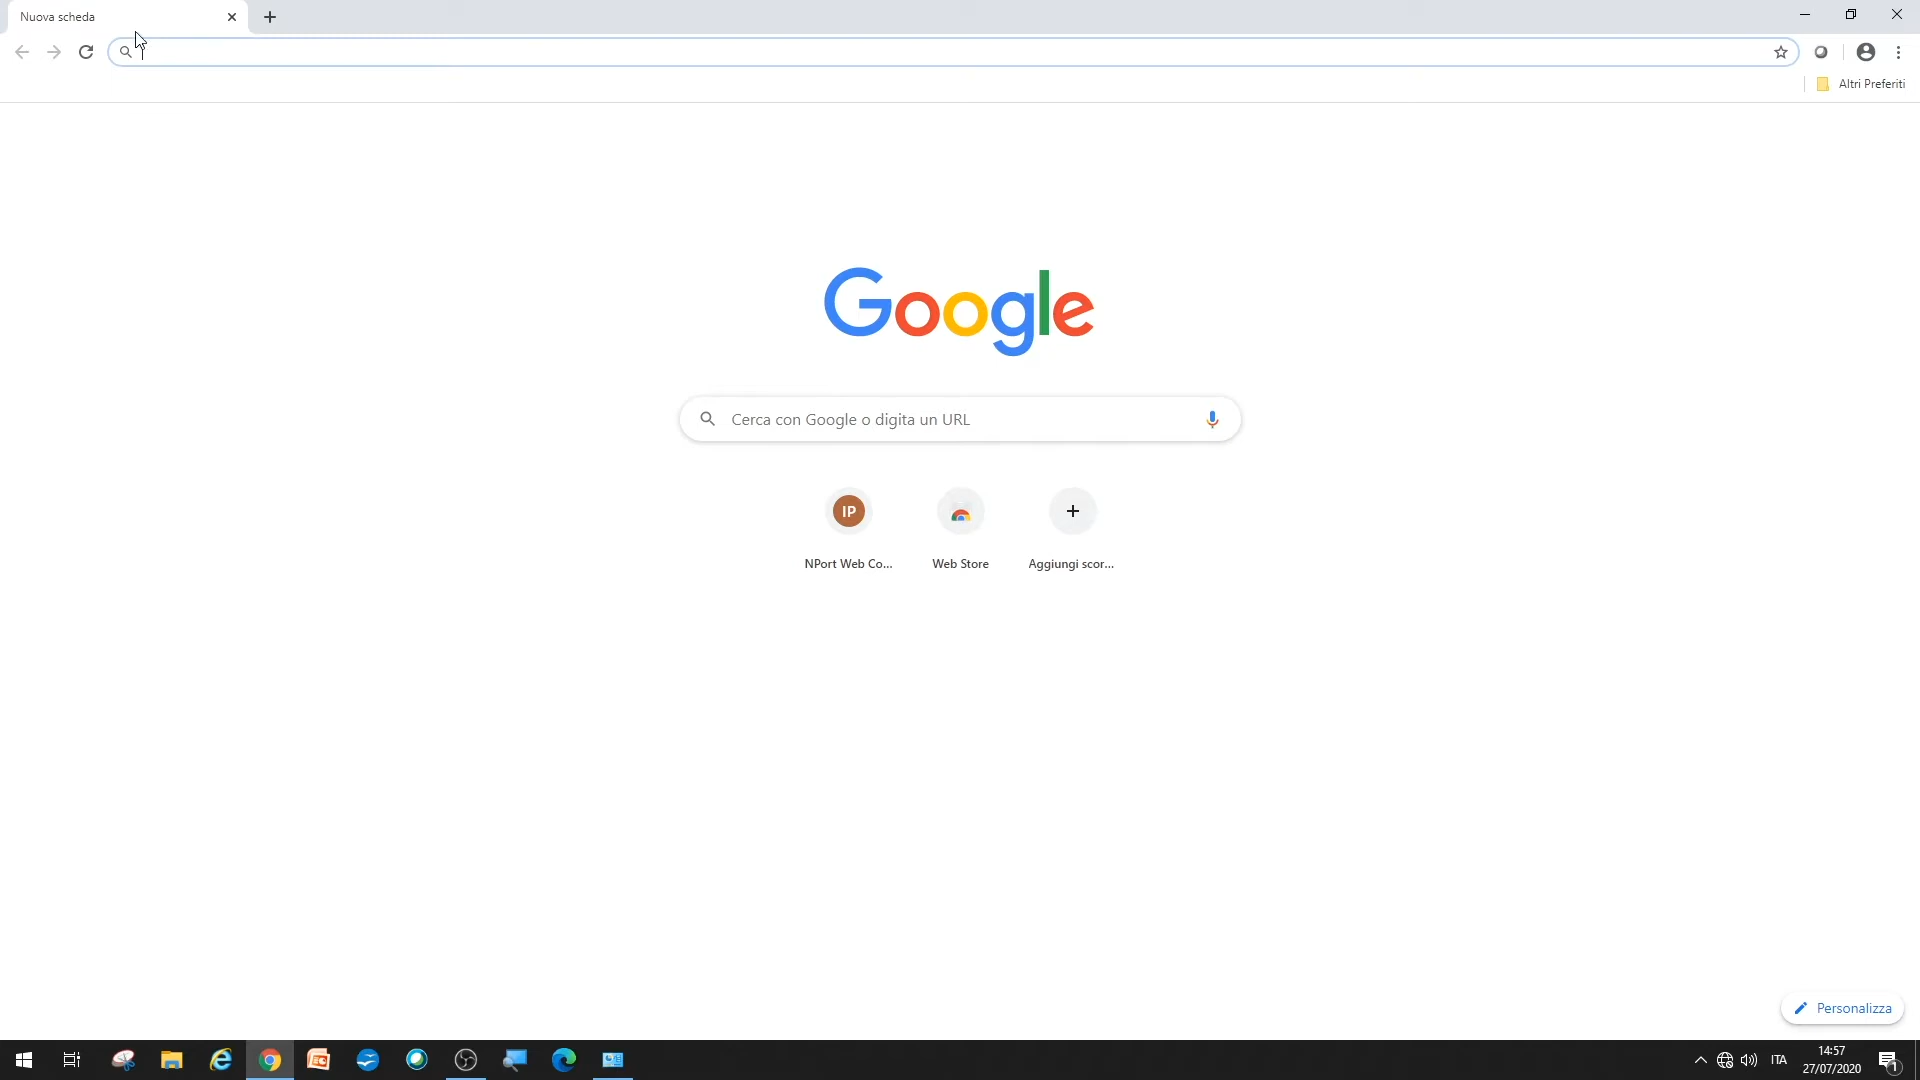 Nuova scheda
Altri Preferiti
Google
Cerca con Google o digita un URL
IP
NPort Web Co...
Web Store
Aggiungi scor...
Personalizza
ITA
14:57
27/07/2020
1